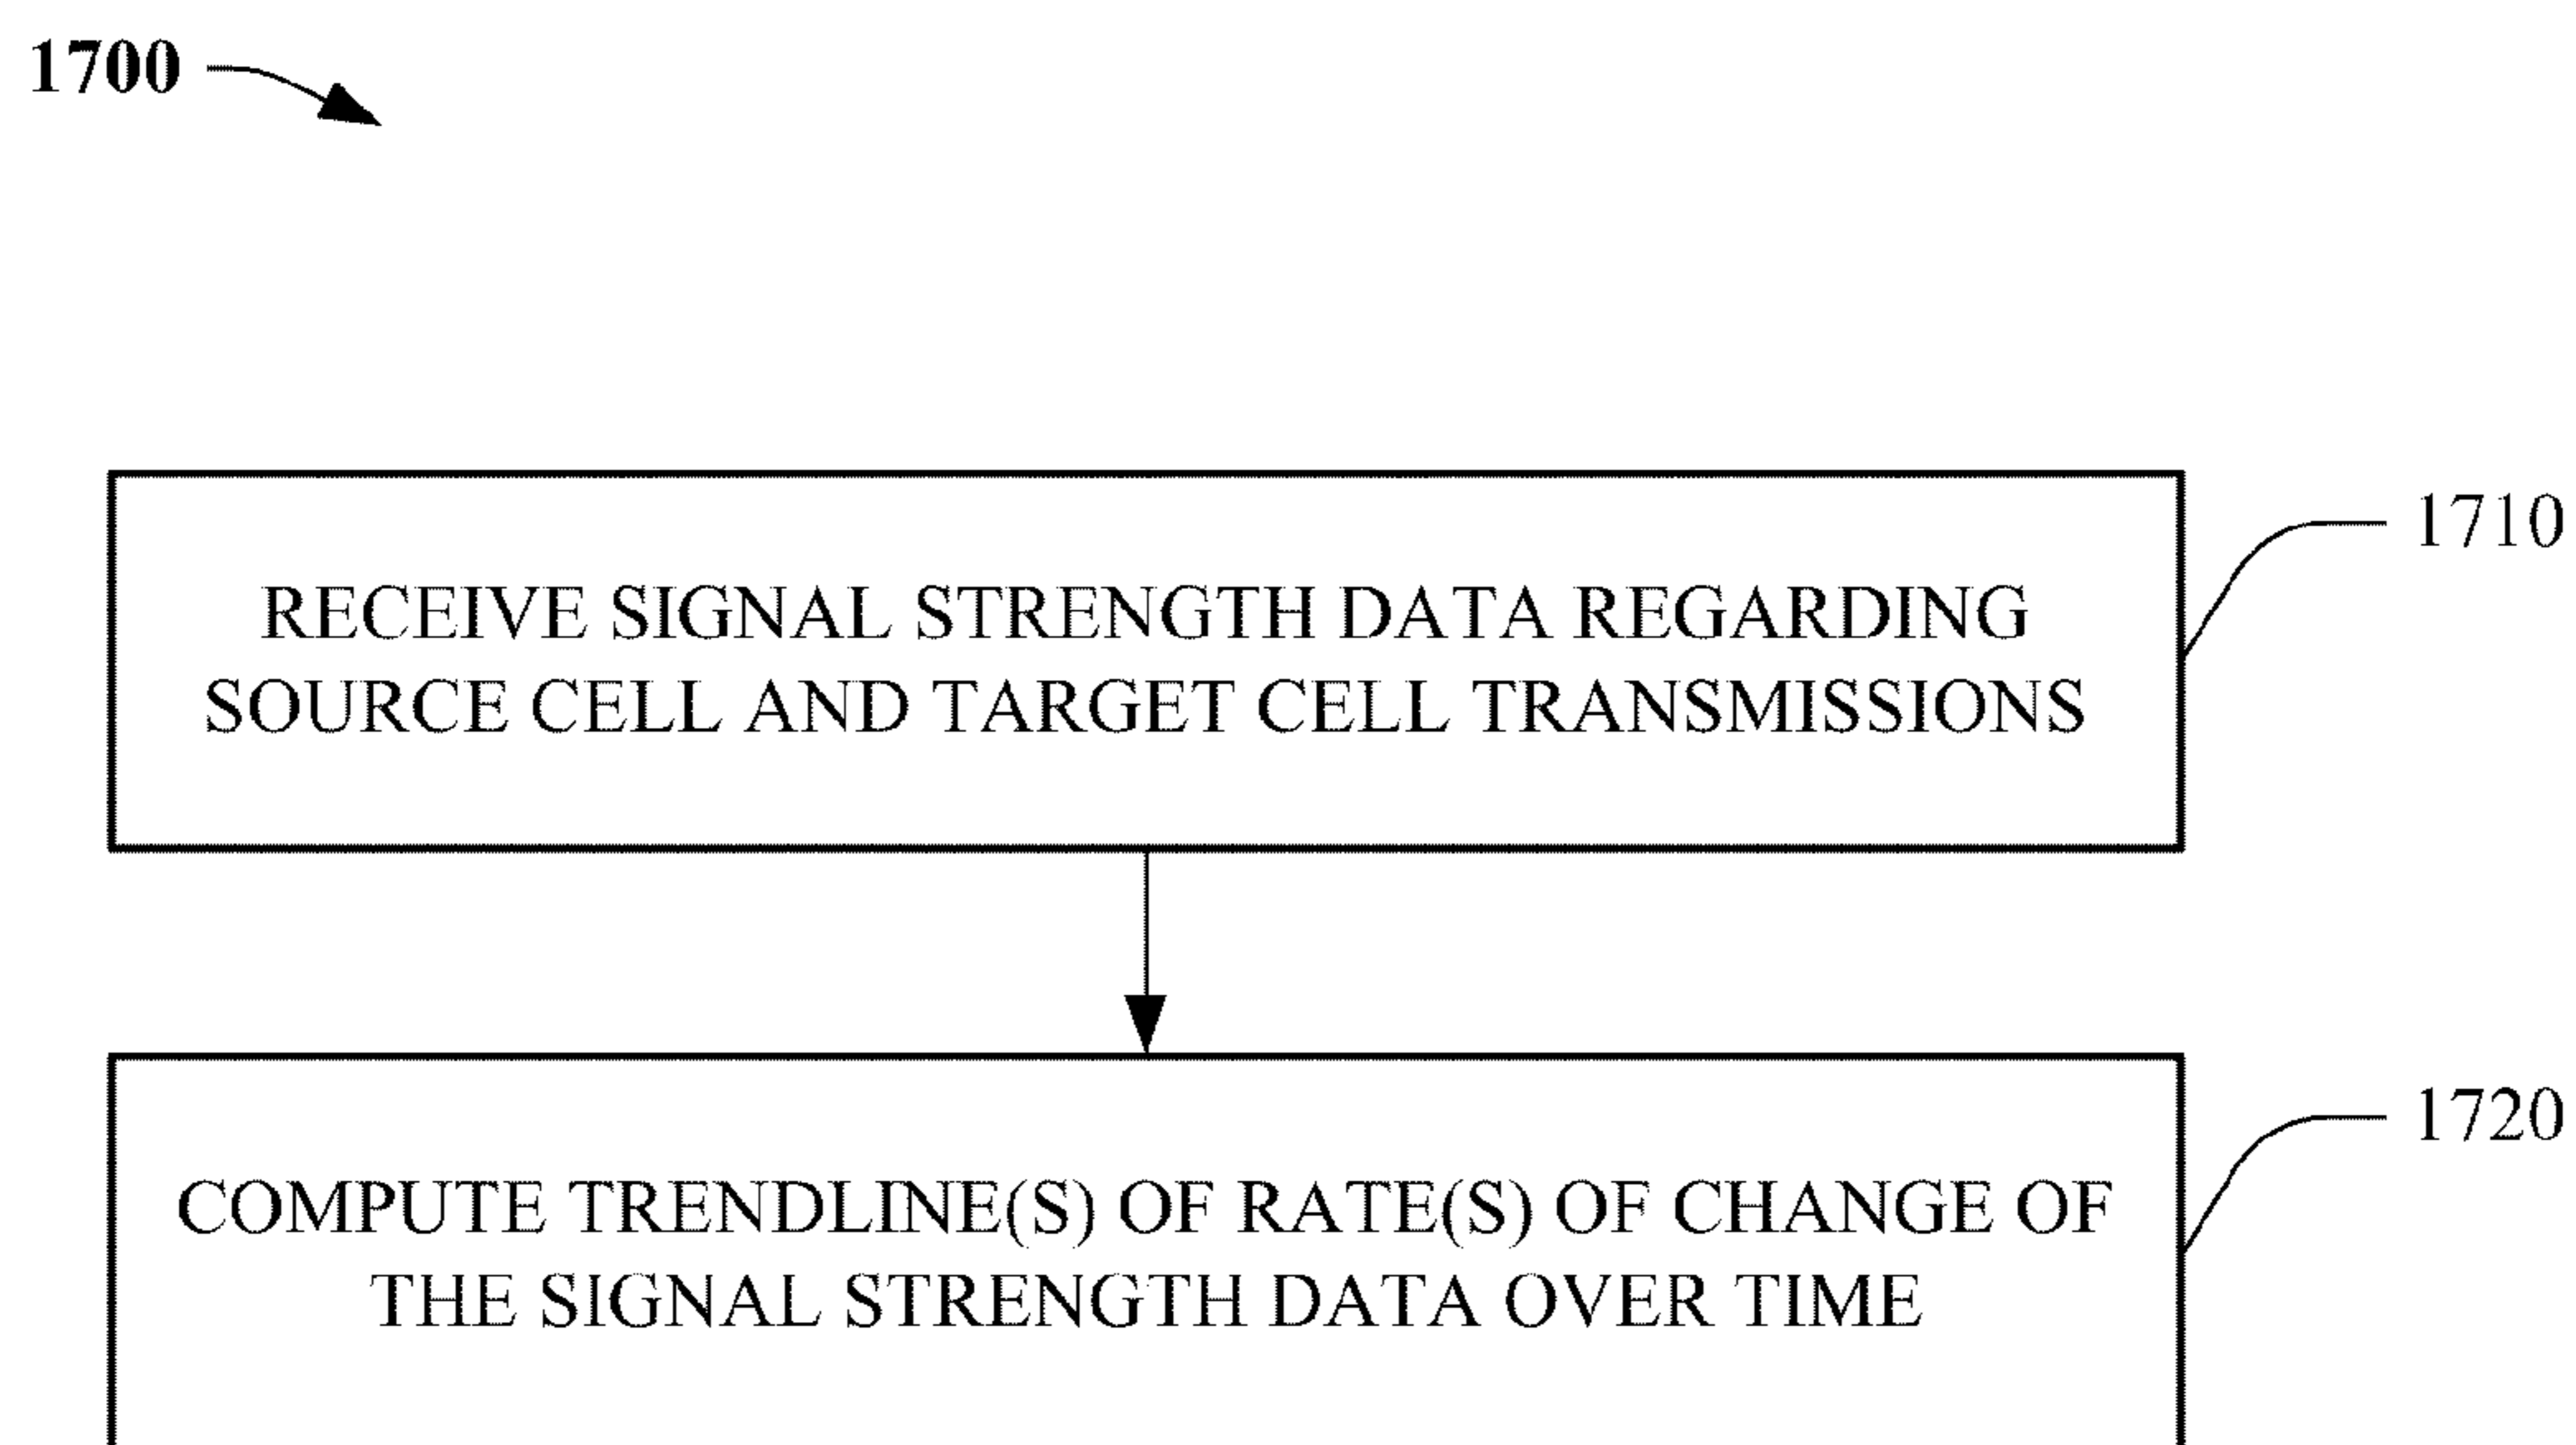 1700
1710
RECEIVE SIGNAL STRENGTH DATA REGARDING
SOURCE CELL AND TARGET CELL TRANSMISSIONS
1720
COMPUTE TRENDLINE(S) OF RATE(S) OF CHANGE OF
THE SIGNAL STRENGTH DATA OVER TIME